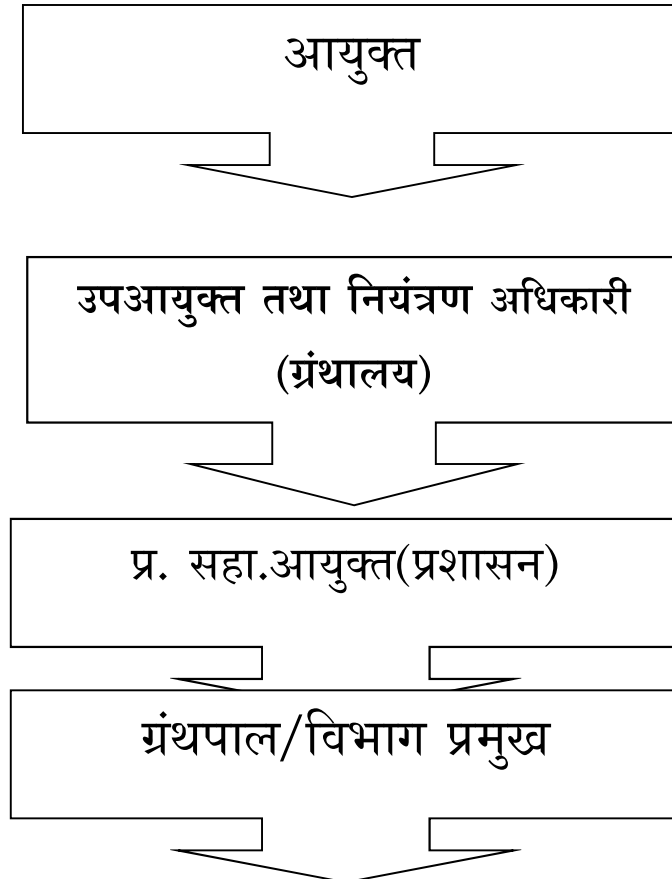 आयुक्त
उपआयुक्त तथा नियंत्रण अधिकारी
(ग्रंथालय)
प्र. सहा.आयुक्त(प्रशासन)
ग्रंथपाल/विभाग प्रमुख